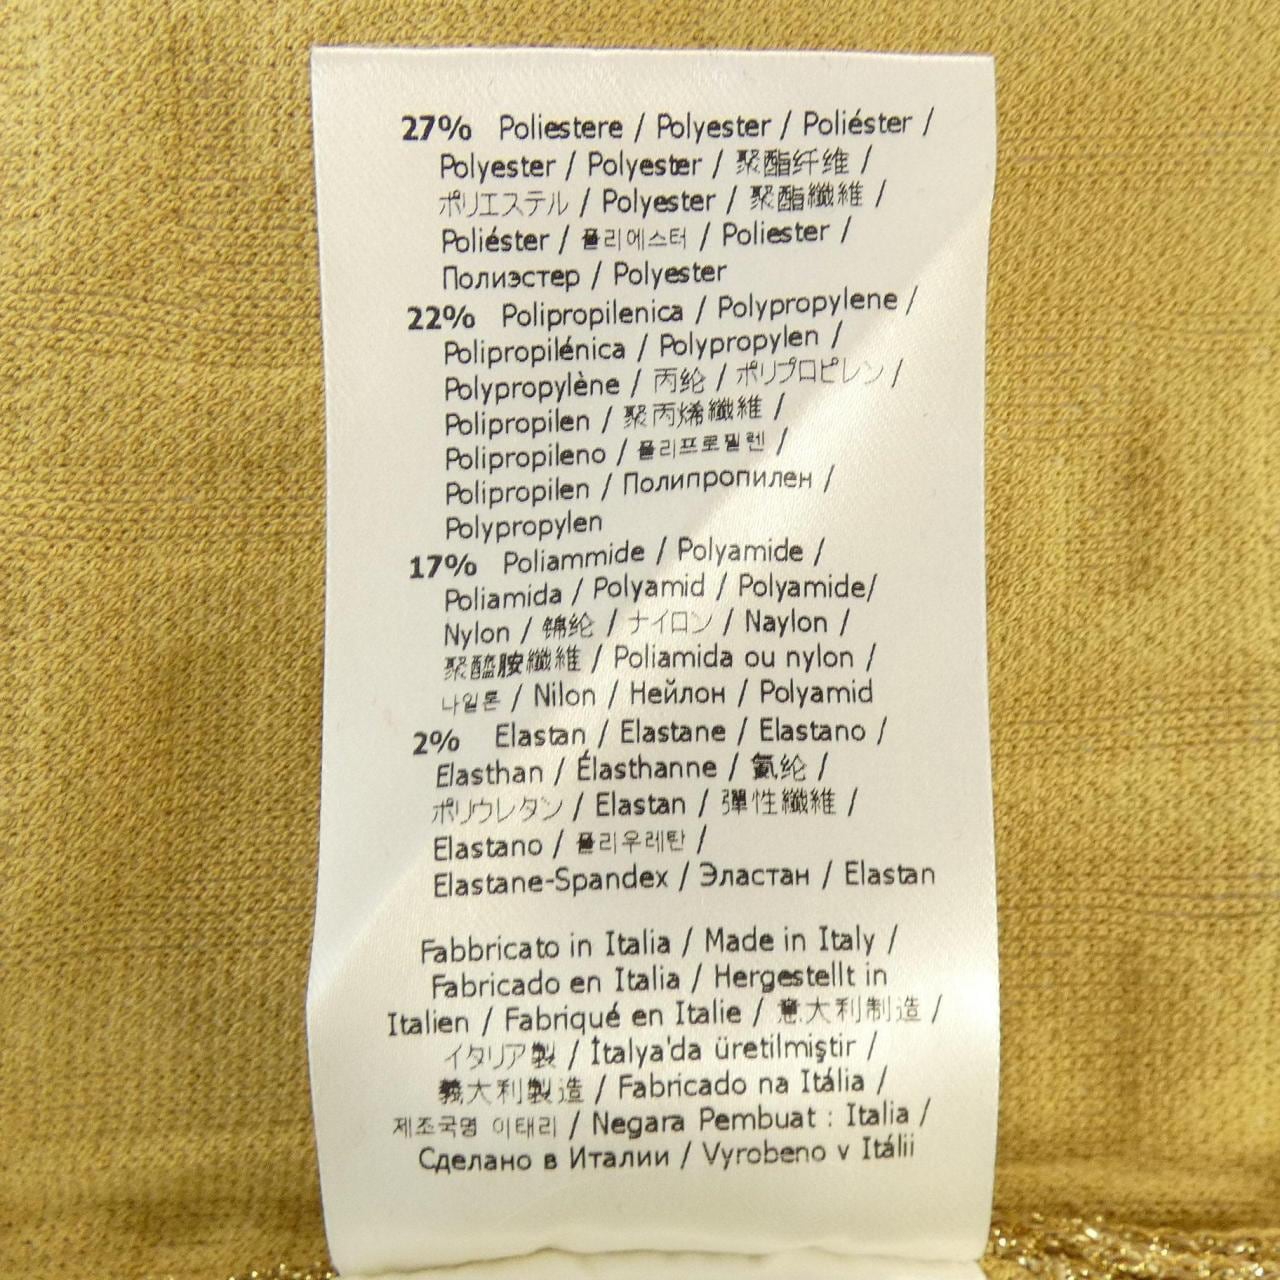 27% Poliestere / Polyester / Poliéster /
Polyester / Polyester / 聚酯纤维 /
ポリエステル / Polyester / 聚酯纖維 /
Poliéster / 폴리에스터 / Poliester /
Полиэстер / Polyester
22% Polipropilenica / Polypropylene /
Polipropilénica / Polypropylen /
Polypropylène / 丙纶 / ポリプロピレン /
Polipropilen / 聚丙烯纖維 /
Polipropileno / 폴리프로필렌 /
Polipropilen / Полипропилен /
Polypropylen
17% Poliammide / Polyamide /
Poliamida / Polyamid / Polyamide/
Nylon / 锦纶 / ナイロン / Naylon /
聚醯胺纖維 / Poliamida ou nylon /
나일론 / Nilon / Нейлон / Polyamid
2% Elastan / Elastane / Elastano /
Elasthan / Élasthanne / 氨纶 /
ポリウレタン / Elastan / 彈性纖維 /
Elastano / 폴리우레탄 /
Elastane-Spandex / Эластан / Elastan
Fabbricato in Italia / Made in Italy /
Fabricado en Italia / Hergestellt in
Italien / Fabriqué en Italie / 意大利制造 /
イタリア製 / İtalya'da üretilmiştir /
義大利製造 / Fabricado na Itália /
제조국명 이태리 / Negara Pembuat : Italia /
Сделано в Италии / Vyrobeno v Itálii